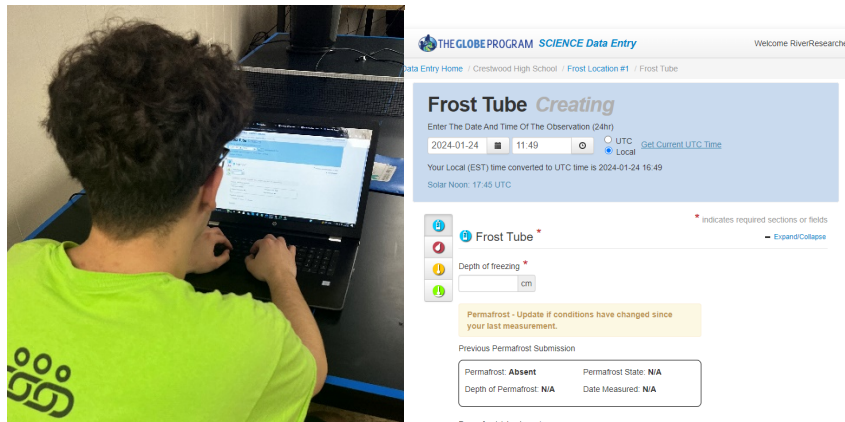 THE GLOBE PROGRAM SCIENCE Data Entry
Welcome RiverResearche
Data Entry Home / Crestwood High School / Frost Location #1 / Frost Tube
Frost Tube Creating
Enter The Date And Time Of The Observation (24hr)
2024-01-24 11:49 UTC Local Get Current UTC Time
Your Local (EST) time converted to UTC time is 2024-01-24 16:49
Solar Noon: 17:45 UTC
* indicates required sections or fields
Frost Tube *
Expand/Collapse
Depth of freezing *
cm
Permafrost - Update if conditions have changed since
your last measurement.
Previous Permafrost Submission
Permafrost: Absent Permafrost State: N/A
Depth of Permafrost: N/A Date Measured: N/A